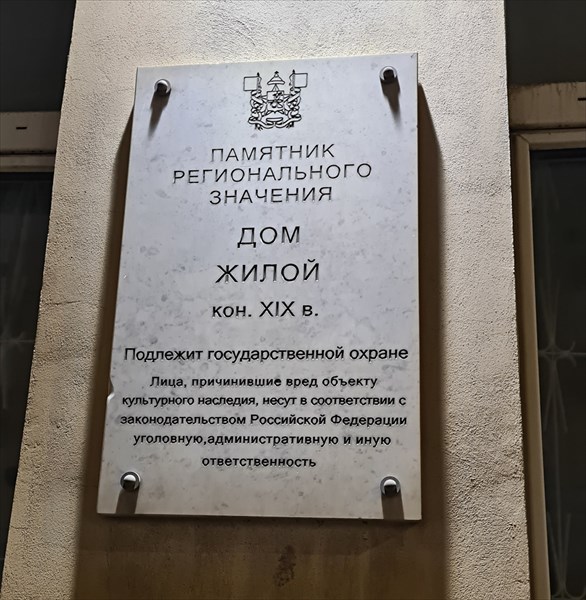 ПАМЯТНИК
РЕГИОНАЛЬНОГО
ЗНАЧЕНИЯ
ДОМ
ЖИЛОЙ
кон. XIX в.
Подлежит государственной охране
Лица, причинившие вред объекту
культурного наследия, несут в соответствии с
законодательством Российской Федерации
уголовную,административную и иную
ответственность